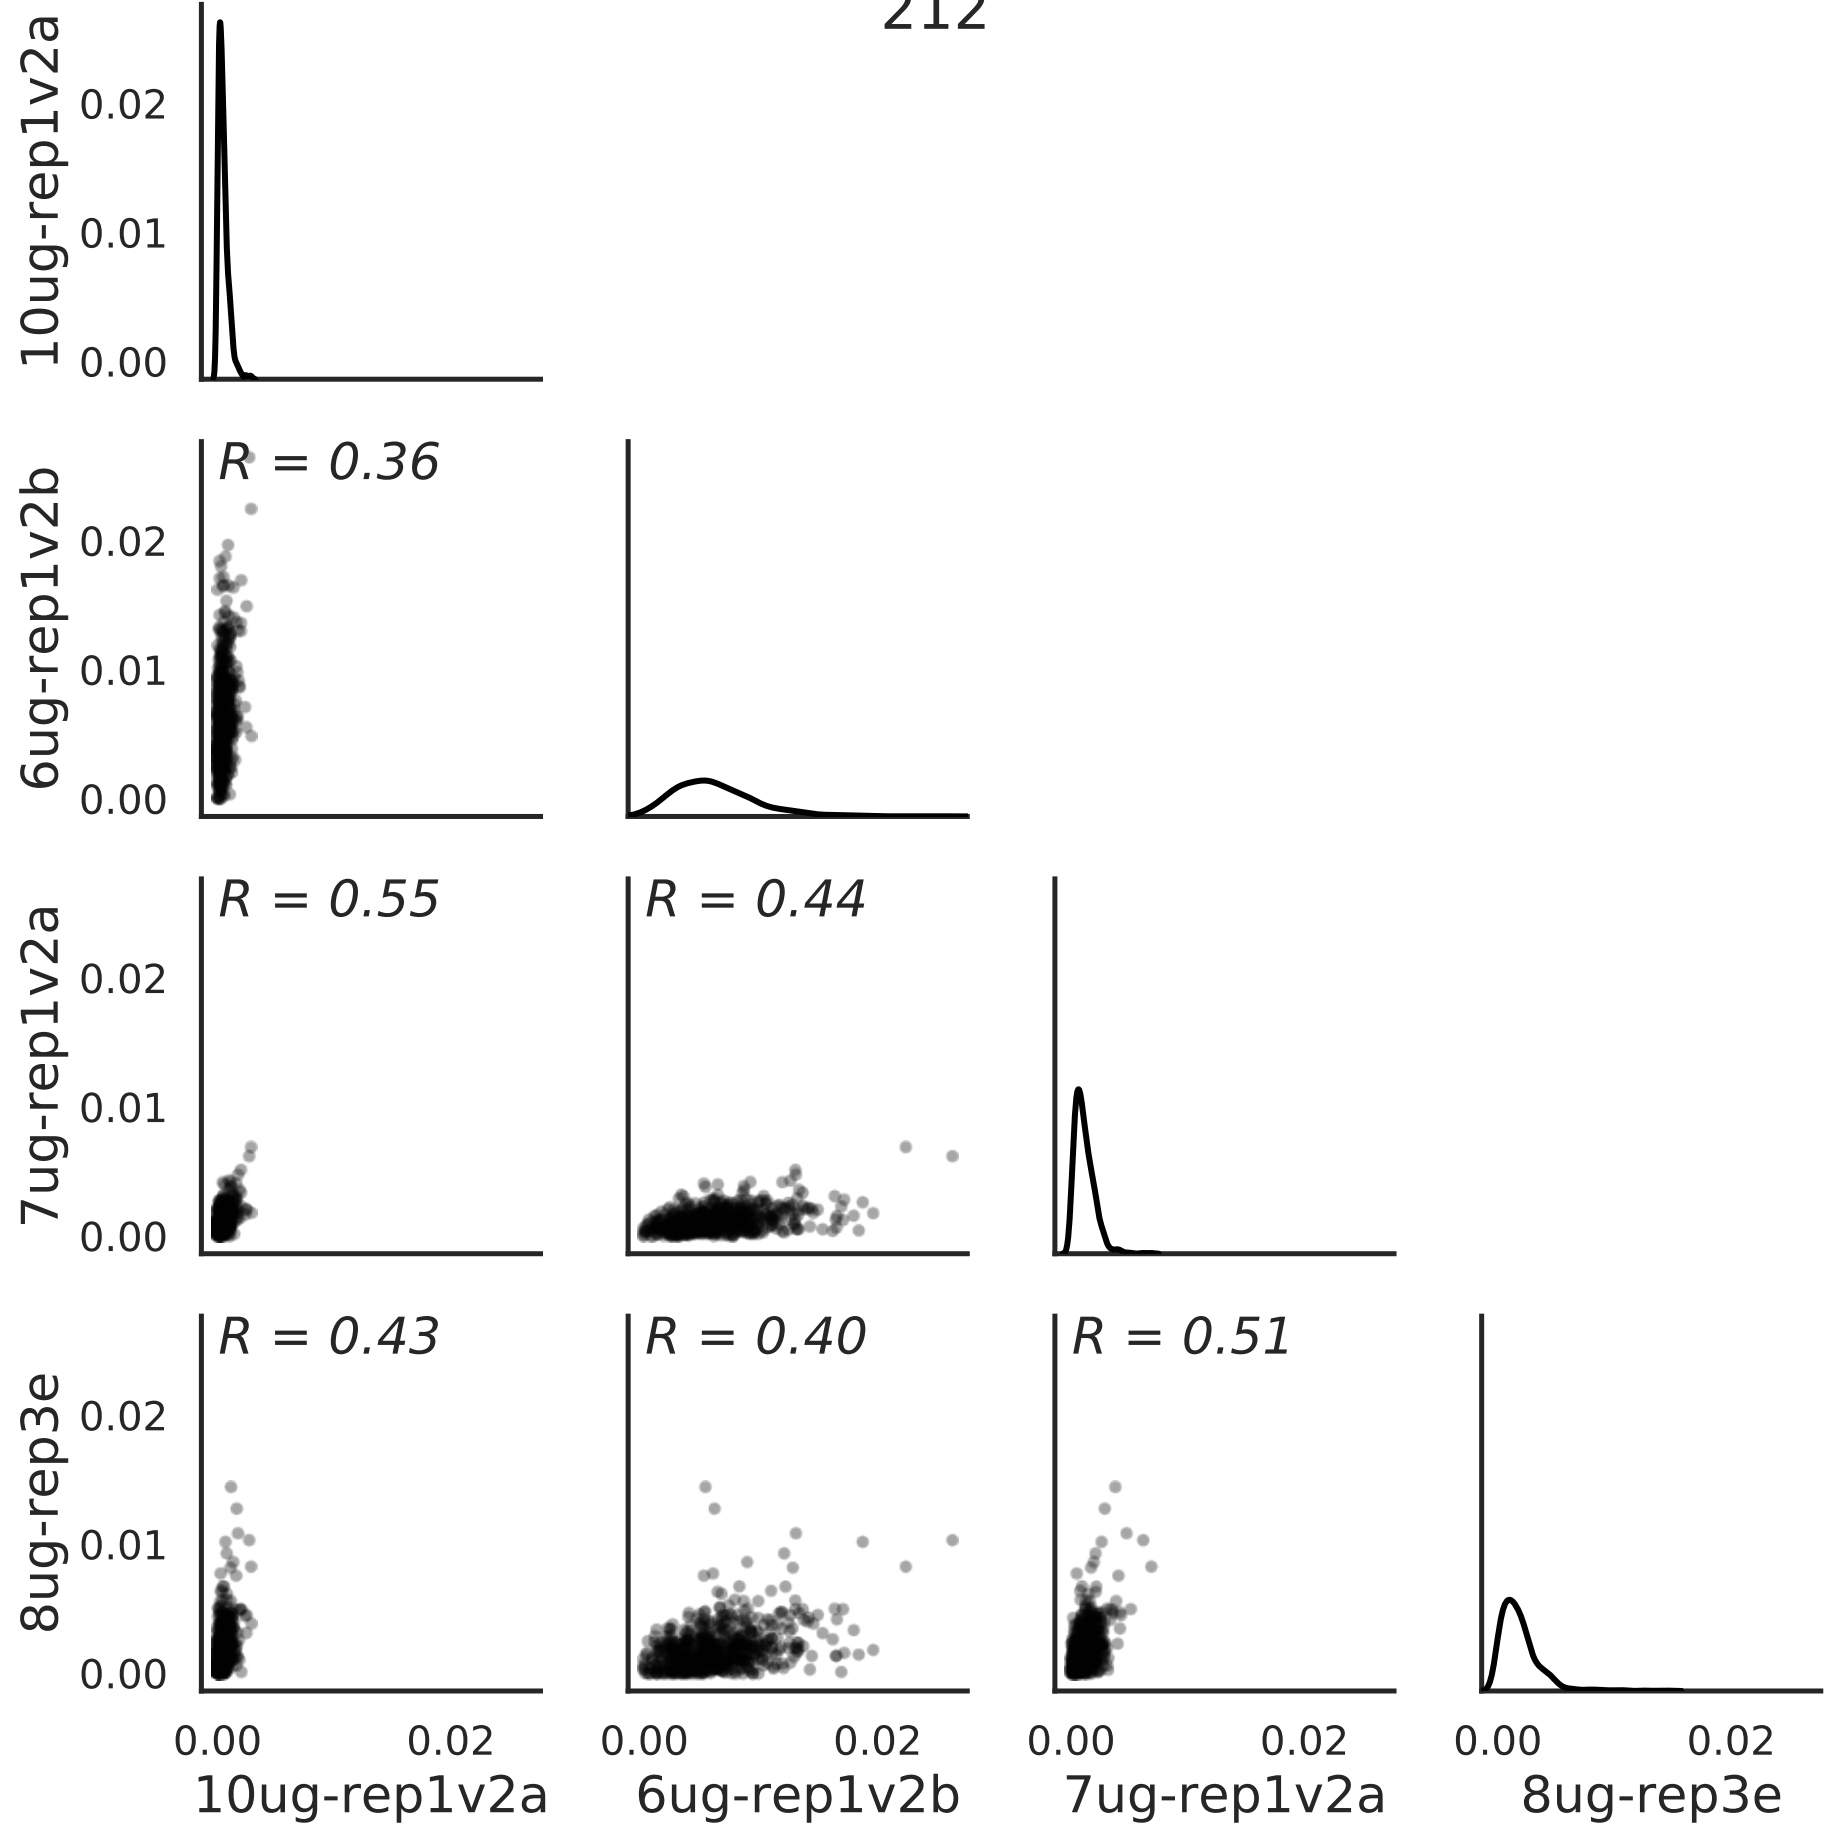 212
10ug-rep1v2a
0.02
0.01
0.00
R = 0.36
6ug-rep1v2b
0.02
0.01
0.00
R = 0.55
R = 0.44
7ug-rep1v2a
0.02
0.01
0.00
R = 0.43
R = 0.40
R = 0.51
8ug-rep3e
0.02
0.01
0.00
0.00 0.02 0.00 0.02 0.00 0.02 0.00 0.02
10ug-rep1v2a 6ug-rep1v2b 7ug-rep1v2a 8ug-rep3e